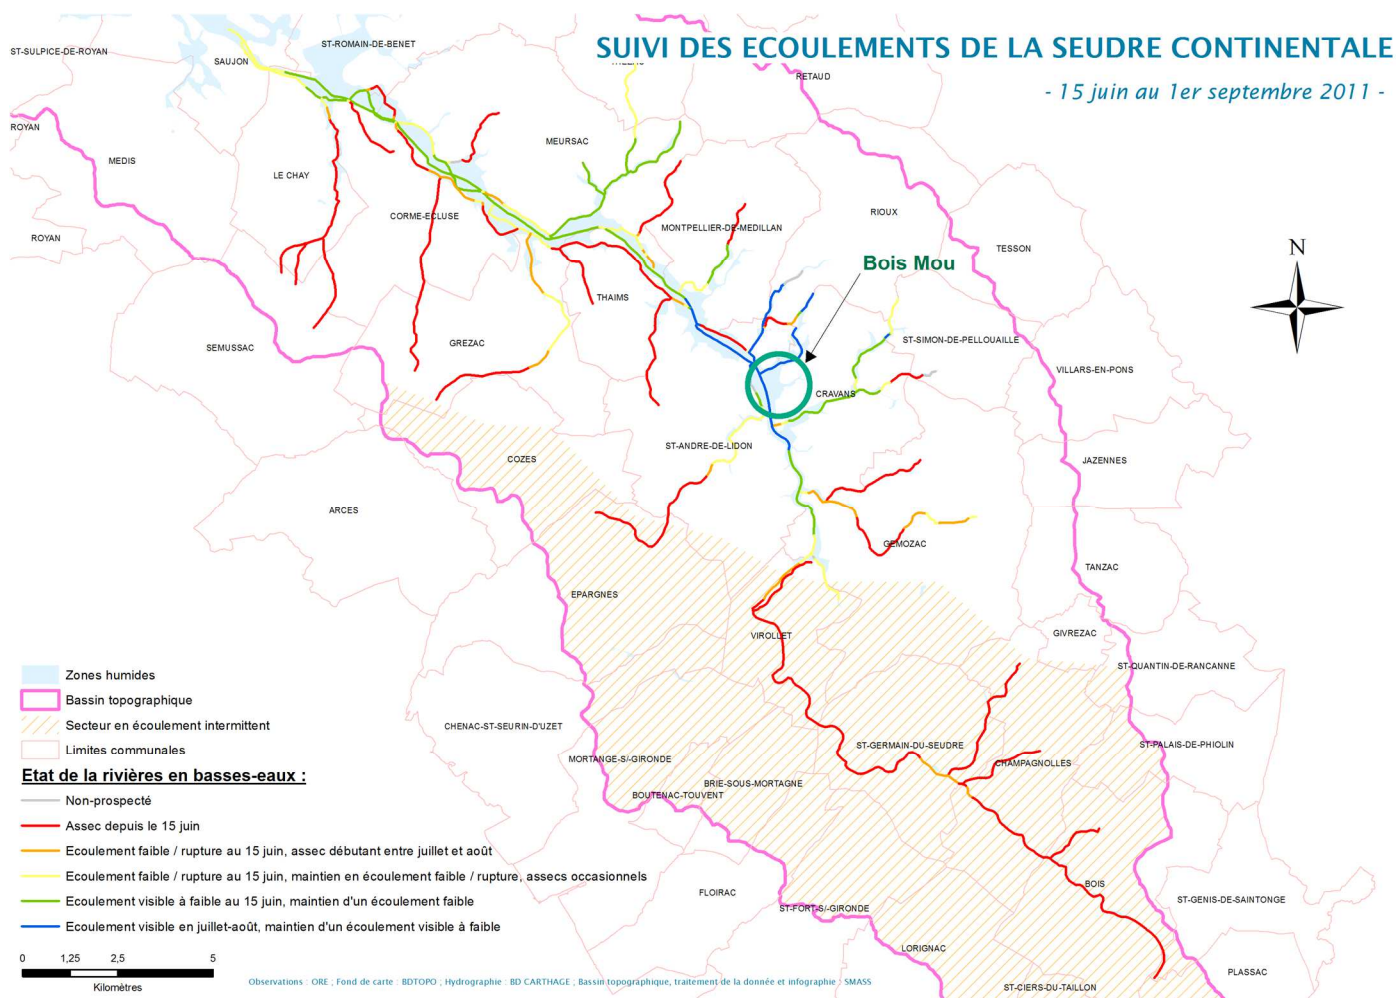 SUIVI DES ECOULEMENTS DE LA SEUDRE CONTINENTALE
- 15 juin au 1er septembre 2011 -
ST-SULPICE-DE-ROYAN
ST-ROMAIN-DE-BENET
SAUJON
RETAUD
ROYAN
MEDIS
MEURSAC
LE CHAY
CORME-ECLUSE
RIOUX
MONTPELLIER-DE-MEDILLAN
ROYAN
TESSON
Bois Mou
N
THAIMS
SEMUSSAC
GREZAC
ST-SIMON-DE-PELLOUAILLE
VILLARS-EN-PONS
CRAVANS
ST-ANDRE-DE-LIDON
COZES
JAZENNES
ARCES
GEMOZAC
TANZAC
EPARGNES
VIROLLET
GIVREZAC
ST-QUANTIN-DE-RANCANNE
CHENAC-ST-SEURIN-D'UZET
ST-GERMAIN-DU-SEUDRE
ST-PALAIS-DE-PHIOLIN
MORTANGE-S/-GIRONDE
CHAMPAGNOLLES
BRIE-SOUS-MORTAGNE
BOUTENAC-TOUVENT
BOIS
FLOIRAC
ST-GENIS-DE-SAINTONGE
ST-FORT-S/-GIRONDE
LORIGNAC
PLASSAC
ST-CIERS-DU-TAILLON
Zones humides
Bassin topographique
Secteur en écoulement intermittent
Limites communales
Etat de la rivières en basses-eaux :
Non-prospecté
Assec depuis le 15 juin
Ecoulement faible / rupture au 15 juin, assec débutant entre juillet et août
Ecoulement faible / rupture au 15 juin, maintien en écoulement faible / rupture, assecs occasionnels
Ecoulement visible à faible au 15 juin, maintien d'un écoulement faible
Ecoulement visible en juillet-août, maintien d'un écoulement visible à faible
0 1,25 2,5 5
Kilomètres
Observations : ORE ; Fond de carte : BDTOPO ; Hydrographie : BD CARTHAGE ; Bassin topographique, traitement de la donnée et infographie : SMASS